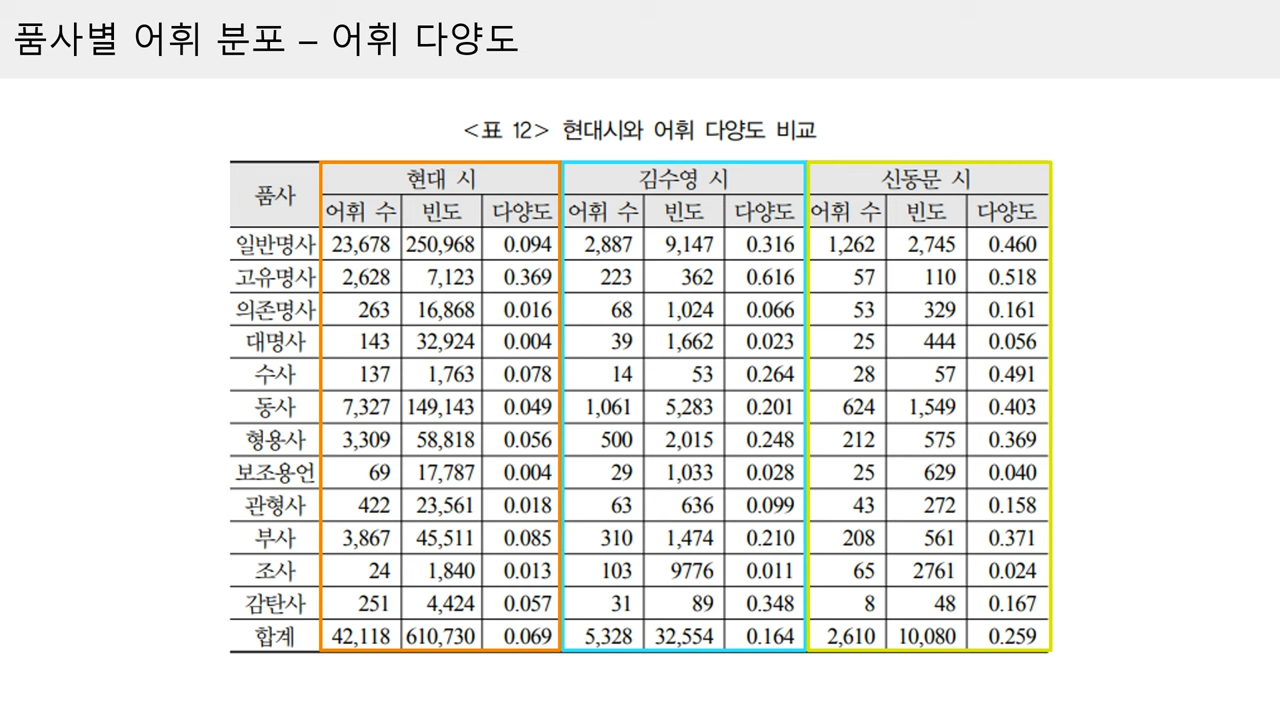 품사별 어휘 분포 – 어휘 다양도
<표 12> 현대시와 어휘 다양도 비교
품사 현대 시 김수영 시 신동문 시
어휘 수 빈도 다양도 어휘 수 빈도 다양도 어휘 수 빈도 다양도
일반명사 23,678 250,968 0.094 2,887 9,147 0.316 1,262 2,745 0.460
고유명사 2,628 7,123 0.369 223 362 0.616 57 110 0.518
의존명사 263 16,868 0.016 68 1,024 0.066 53 329 0.161
대명사 143 32,924 0.004 39 1,662 0.023 25 444 0.056
수사 137 1,763 0.078 14 53 0.264 28 57 0.491
동사 7,327 149,143 0.049 1,061 5,283 0.201 624 1,549 0.403
형용사 3,309 58,818 0.056 500 2,015 0.248 212 575 0.369
보조용언 69 17,787 0.004 29 1,033 0.028 25 629 0.040
관형사 422 23,561 0.018 63 636 0.099 43 272 0.158
부사 3,867 45,511 0.085 310 1,474 0.210 208 561 0.371
조사 24 1,840 0.013 103 9776 0.011 65 2761 0.024
감탄사 251 4,424 0.057 31 89 0.348 8 48 0.167
합계 42,118 610,730 0.069 5,328 32,554 0.164 2,610 10,080 0.259